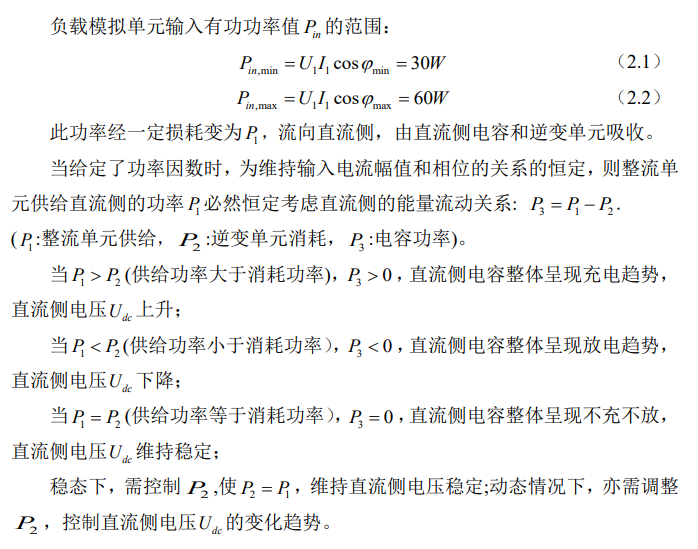 负载模拟单元输入有功功率值 P_{in} 的范围：
P_{in,min} = U_1 I_1 cos φ_{min} = 30W （2.1）
P_{in,max} = U_1 I_1 cos φ_{max} = 60W （2.2）
此功率经一定损耗变为 P_1，流向直流侧，由直流侧电容和逆变单元吸收。
当给定了功率因数时，为维持输入电流幅值和相位的关系的恒定，则整流单
元供给直流侧的功率 P_1 必然恒定考虑直流侧的能量流动关系: P_3 = P_1 − P_2 .
( P_1 :整流单元供给， P_2 :逆变单元消耗， P_3 :电容功率)。
当 P_1 > P_2 (供给功率大于消耗功率), P_3 > 0 ，直流侧电容整体呈现充电趋势，
直流侧电压 U_{dc} 上升；
当 P_1 < P_2 (供给功率小于消耗功率）， P_3 < 0 ，直流侧电容整体呈现放电趋势，
直流侧电压 U_{dc} 下降；
当 P_1 = P_2 (供给功率等于消耗功率）， P_3 = 0 ，直流侧电容整体呈现不充不放，
直流侧电压 U_{dc} 维持稳定；
稳态下，需控制 P_2 ,使 P_2 = P_1 ，维持直流侧电压稳定;动态情况下，亦需调整
P_2 ，控制直流侧电压 U_{dc} 的变化趋势。